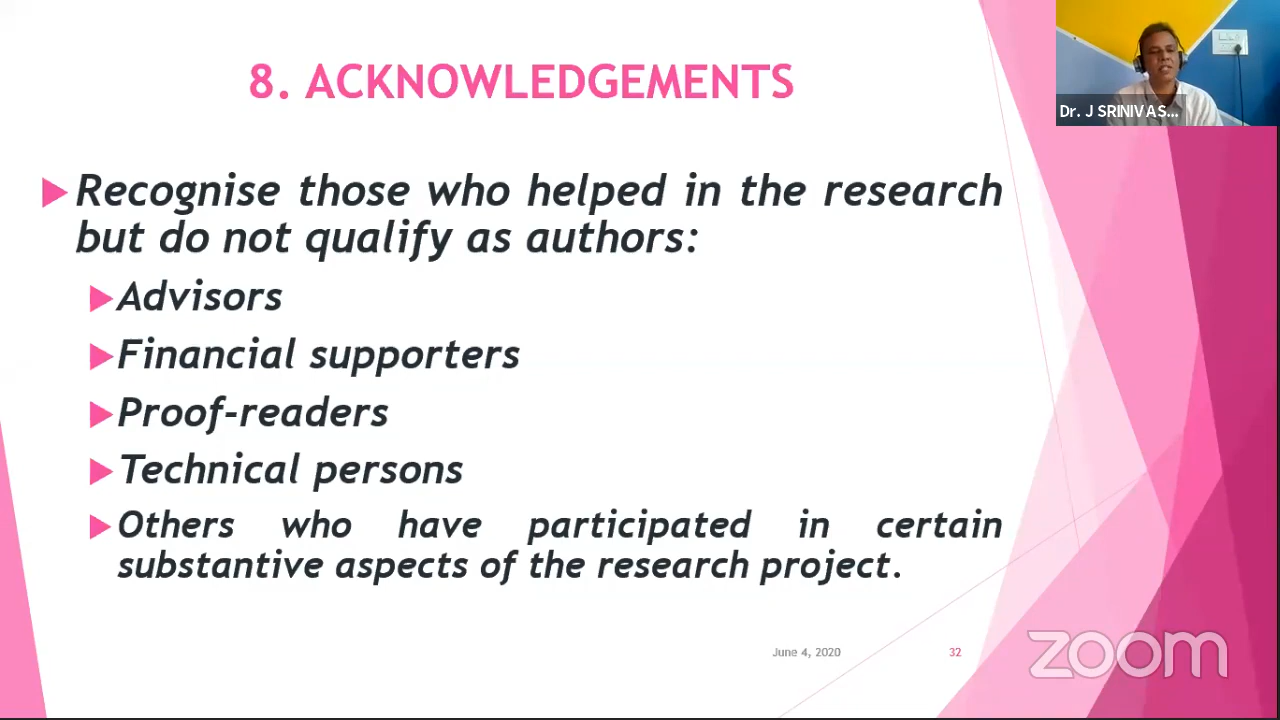 8. ACKNOWLEDGEMENTS
Dr. J SRINIVAS...
Recognise those who helped in the research
but do not qualify as authors:
Advisors
Financial supporters
Proof-readers
Technical persons
Others who have participated in certain
substantive aspects of the research project.
June 4, 2020
32
zoom